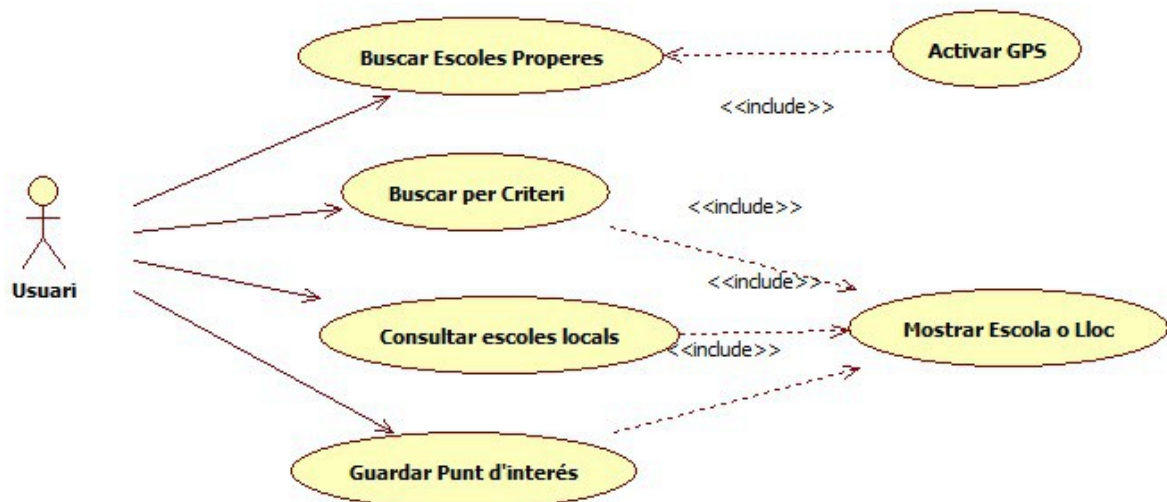 Buscar Escoles Properes
Activar GPS
<<include>>
Buscar per Criteri
<<include>>
Usuari
<<include>>
Consultar escoles locals
<<include>>
Mostrar Escola o Lloc
Guardar Punt d'interés